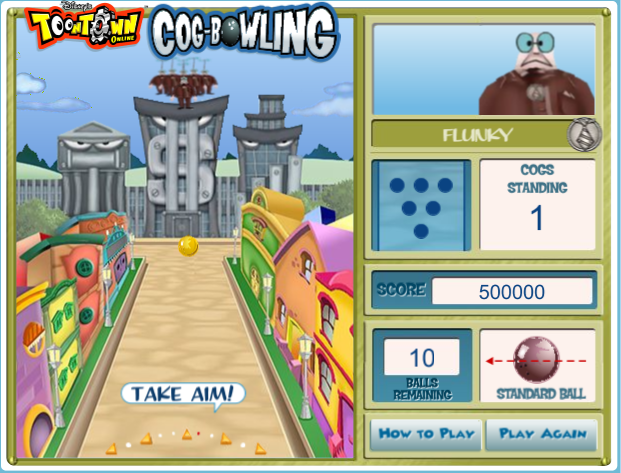 Disney's
TOONTOWN
ONLINE
COG-BOWLING
FLUNKY
COGS
STANDING
1
SCORE
500000
10
BALLS
REMAINING
STANDARD BALL
TAKE AIM!
HOW TO PLAY
PLAY AGAIN